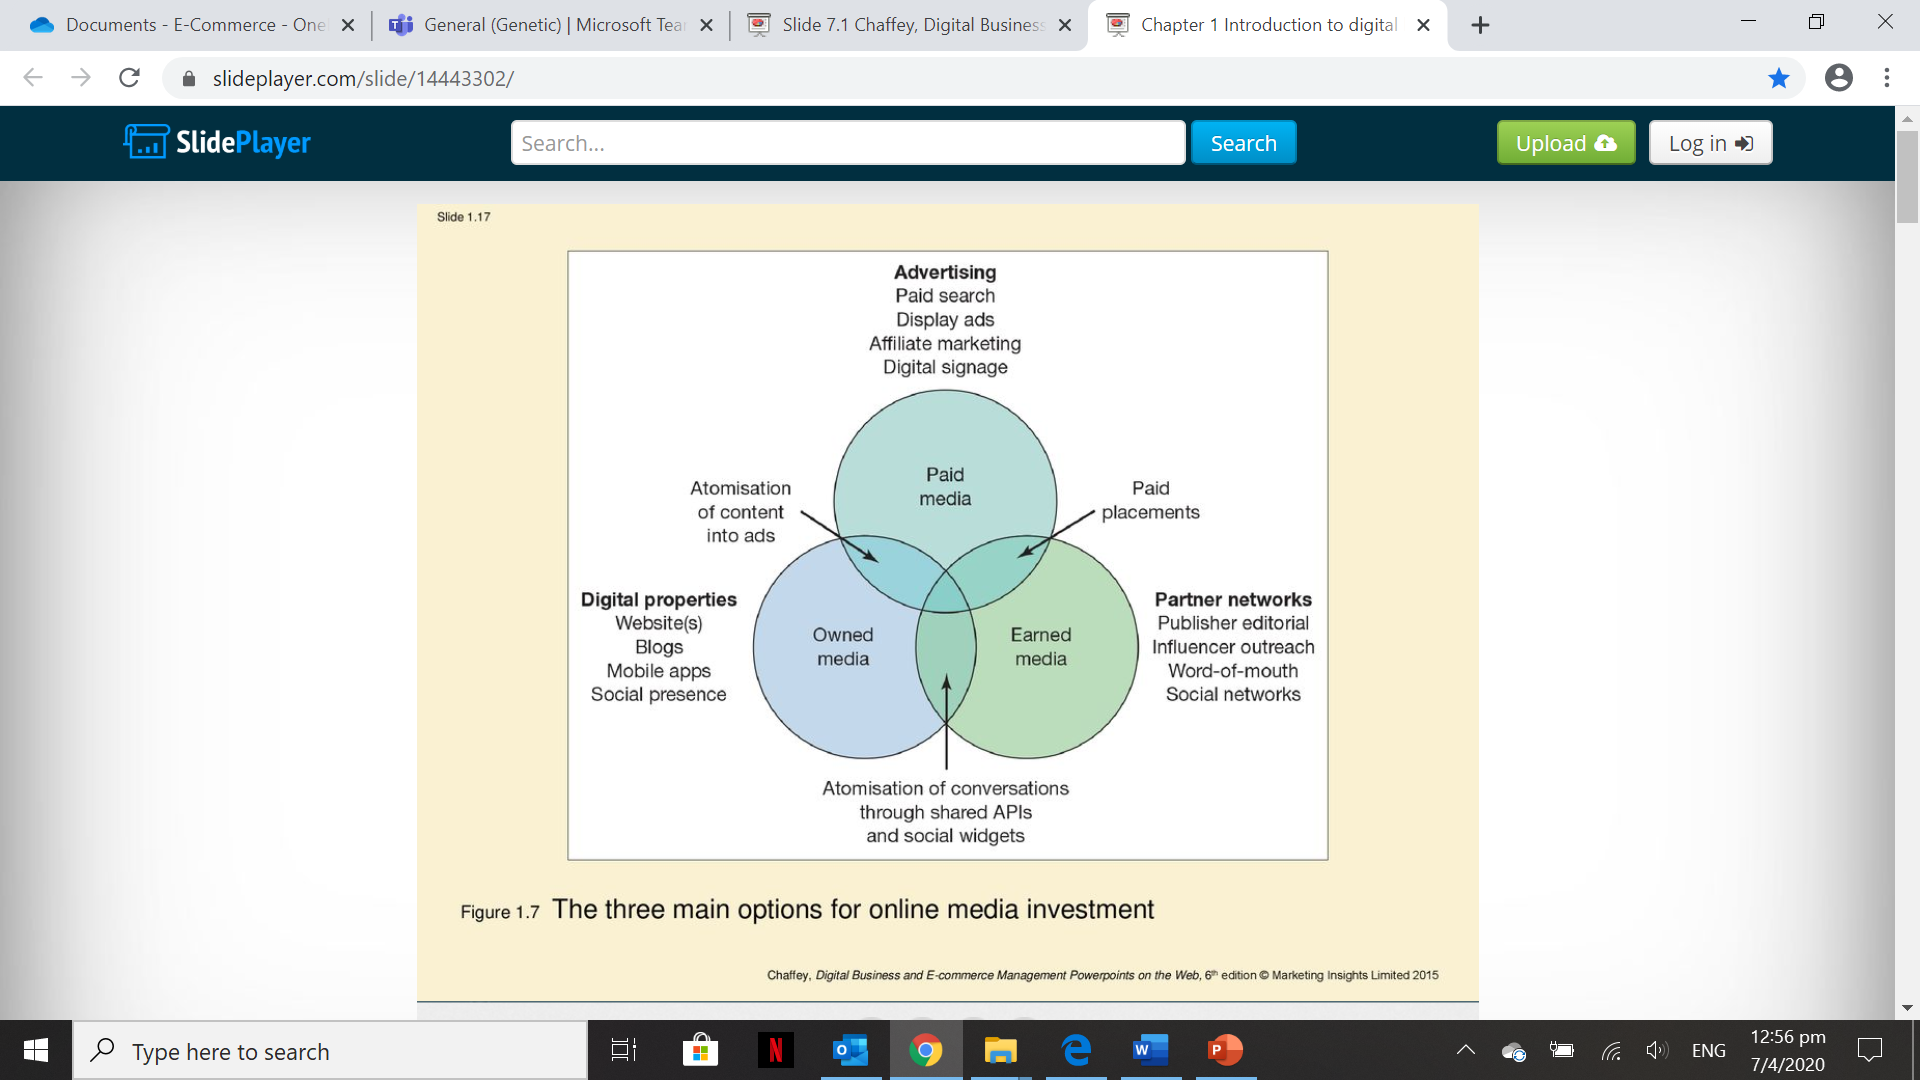 Documents - E-Commerce - One
General (Genetic) | Microsoft Tea
Slide 7.1 Chaffey, Digital Business
Chapter 1 Introduction to digital
slideplayer.com/slide/14443302/
SlidePlayer
Search...
Search
Upload
Log in
Slide 1.17
Advertising
Paid search
Display ads
Affiliate marketing
Digital signage
Paid
media
Atomisation
of content
into ads
Paid
placements
Digital properties
Website(s)
Blogs
Mobile apps
Social presence
Owned
media
Earned
media
Partner networks
Publisher editorial
Influencer outreach
Word-of-mouth
Social networks
Atomisation of conversations
through shared APIs
and social widgets
Figure 1.7 The three main options for online media investment
Chaffey, Digital Business and E-commerce Management Powerpoints on the Web, 6th edition © Marketing Insights Limited 2015
Type here to search
ENG
12:56 pm
7/4/2020